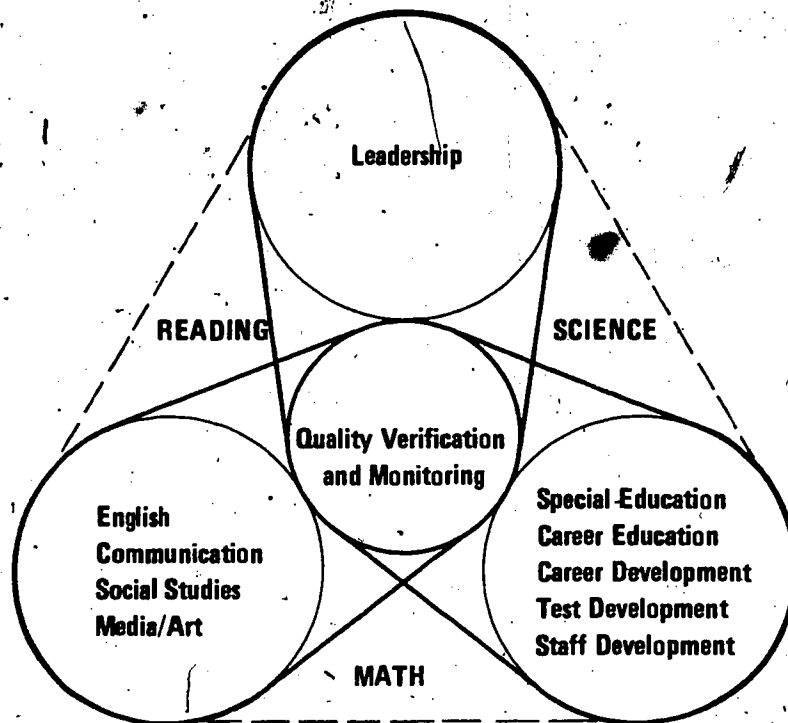 Leadership
READING
SCIENCE
Quality Verification
and Monitoring
English
Communication
Social Studies
Media/Art
Special Education
Career Education
Career Development
Test Development
Staff Development
MATH